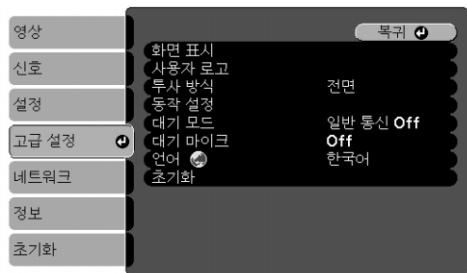 영상
신호
설정
고급 설정
네트워크
정보
초기화
복귀
화면 표시
사용자 로고
투사 방식 전면
동작 설정
대기 모드 일반 통신 Off
대기 마이크 Off
언어 한국어
초기화